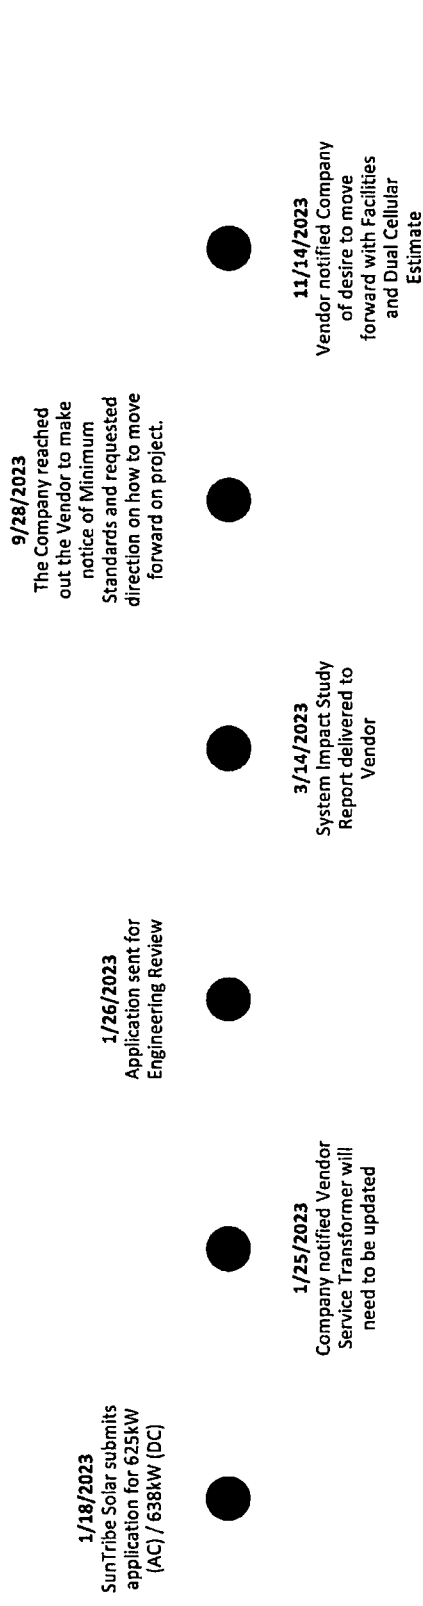 1/18/2023
SunTribe Solar submits
application for 625kW
(AC) / 638kW (DC)
1/25/2023
Company notified Vendor
Service Transformer will
need to be updated
1/26/2023
Application sent for
Engineering Review
3/14/2023
System Impact Study
Report delivered to
Vendor
9/28/2023
The Company reached
out the Vendor to make
notice of Minimum
Standards and requested
direction on how to move
forward on project.
11/14/2023
Vendor notified Company
of desire to move
forward with Facilities
and Dual Cellular
Estimate